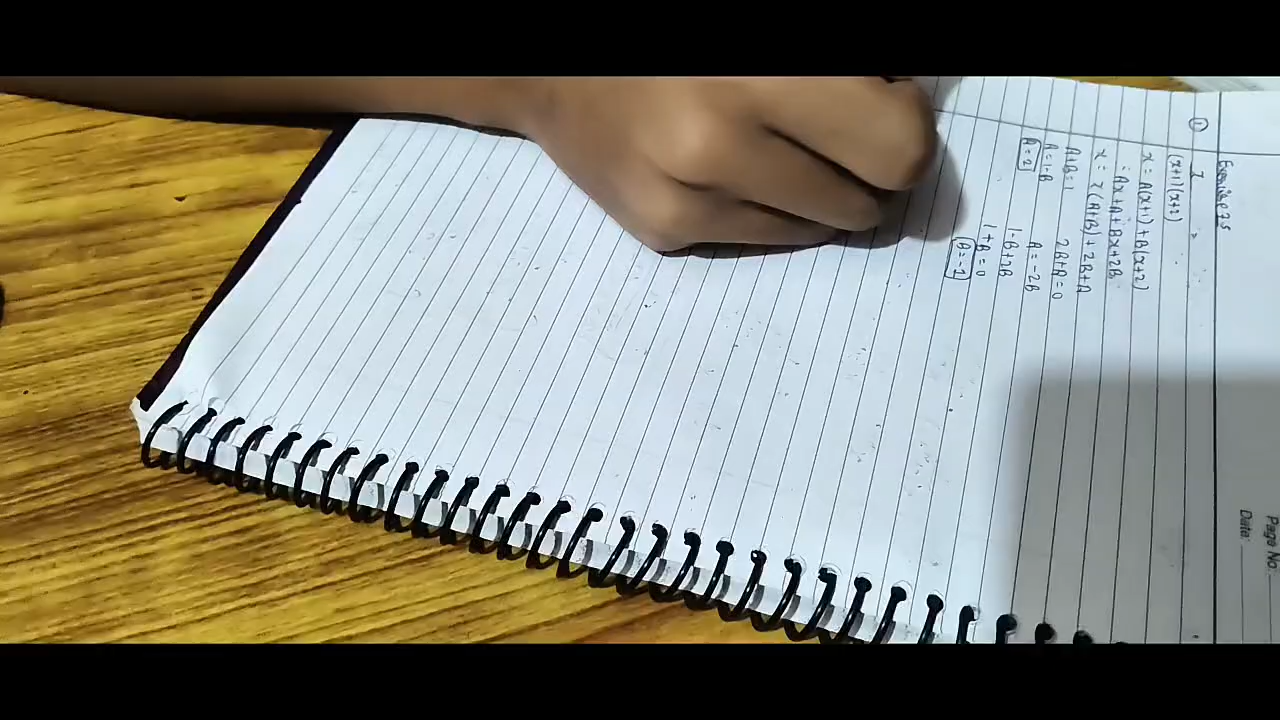 Page No.
Date:
Exercise 7.5
①
x
(x+1)(x+2)
x = A(x+1) + B(x+2)
= Ax + A + Bx + 2B
x = x(A+B) + 2B + A
A+B=1 2B+A=0
A=1-B A=-2B
A=2 1-B+2B
1+B=0
B=-1